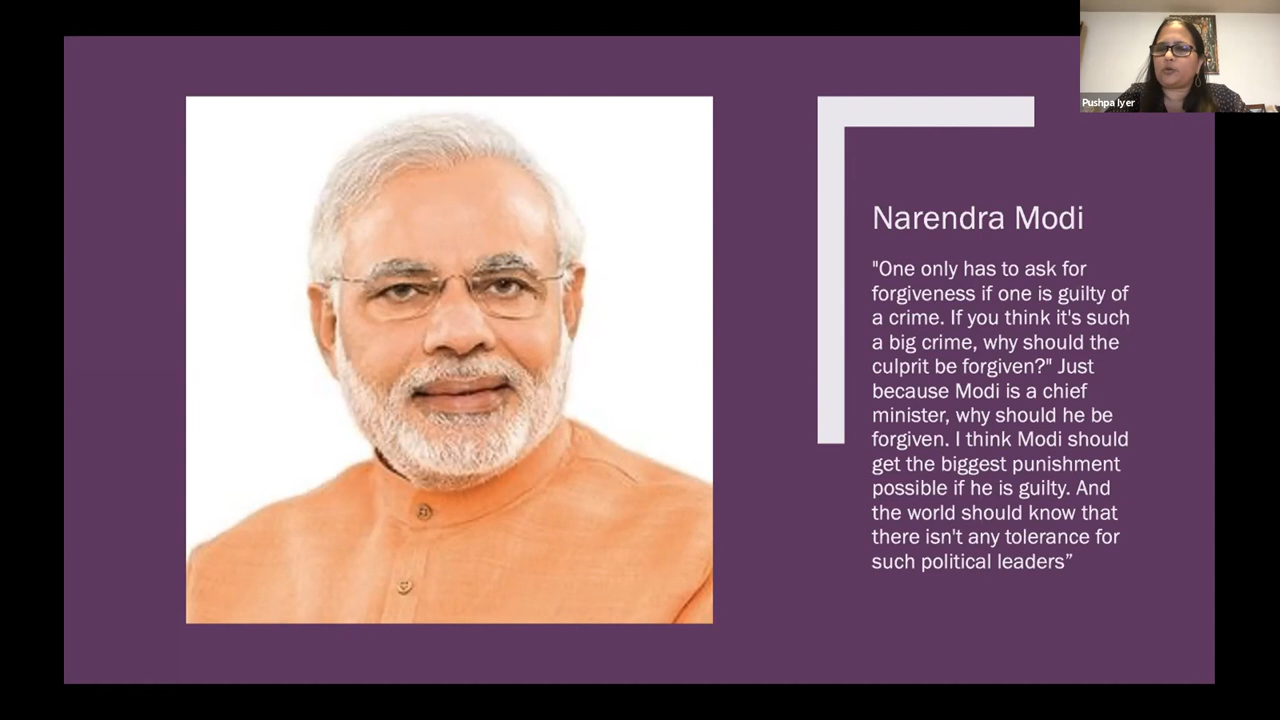 Pushpa Iyer
Narendra Modi
"One only has to ask for
forgiveness if one is guilty of
a crime. If you think it's such
a big crime, why should the
culprit be forgiven?" Just
because Modi is a chief
minister, why should he be
forgiven. I think Modi should
get the biggest punishment
possible if he is guilty. And
the world should know that
there isn't any tolerance for
such political leaders”